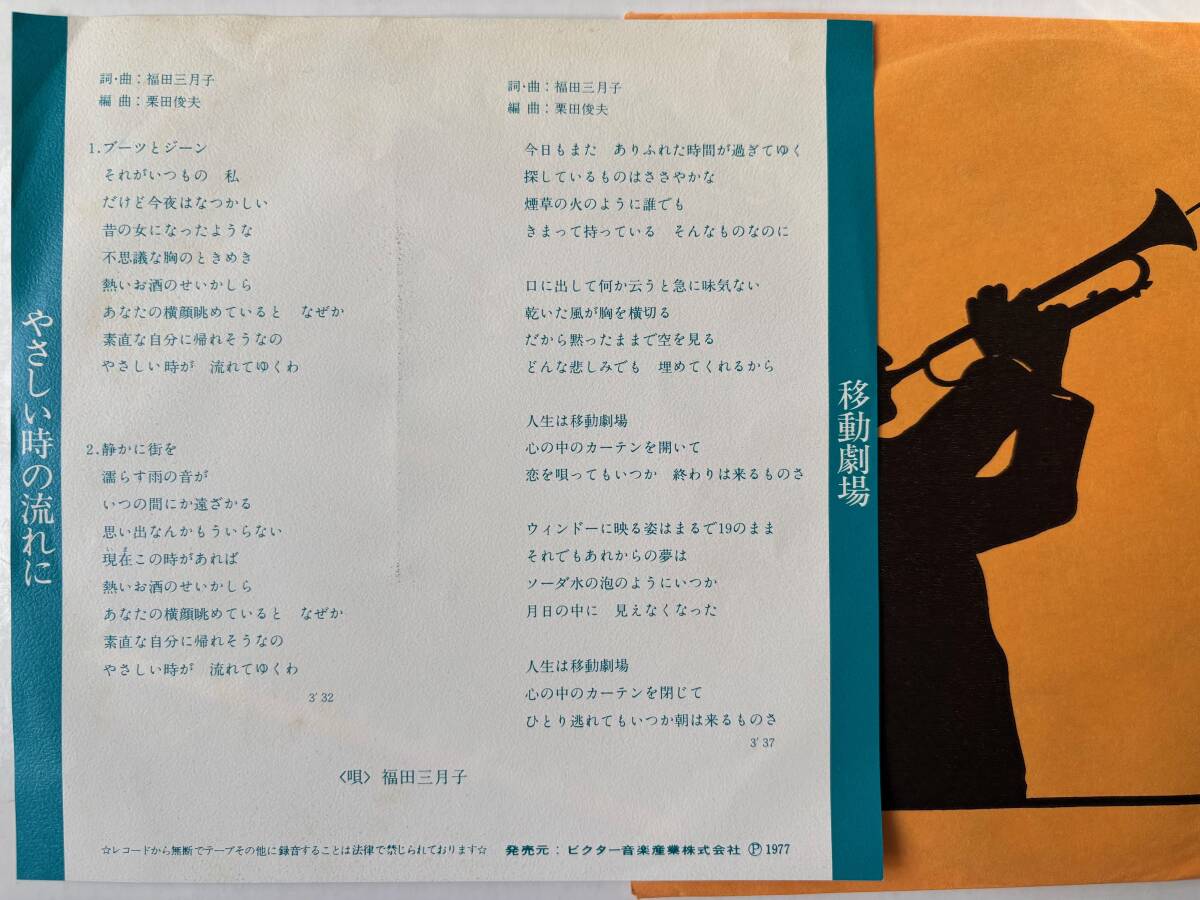 やさしい時の流れに
詞・曲：福田三月子
編 曲：栗田俊夫
1.ブーツとジーン
それがいつもの　私
だけど今夜はなつかしい
昔の女になったような
不思議な胸のときめき
熱いお酒のせいかしら
あなたの横顔眺めていると　なぜか
素直な自分に帰れそうなの
やさしい時が　流れてゆくわ
2.静かに街を
濡らす雨の音が
いつの間にか遠ざかる
思い出なんかもういらない
いま
現在この時があれば
熱いお酒のせいかしら
あなたの横顔眺めていると　なぜか
素直な自分に帰れそうなの
やさしい時が　流れてゆくわ
3′32
詞・曲：福田三月子
編 曲：栗田俊夫
今日もまた　ありふれた時間が過ぎてゆく
探しているものはささやかな
煙草の火のように誰でも
きまって持っている　そんなものなのに
口に出して何か云うと急に味気ない
乾いた風が胸を横切る
だから黙ったままで空を見る
どんな悲しみでも　埋めてくれるから
人生は移動劇場
心の中のカーテンを開いて
恋を唄ってもいつか　終わりは来るものさ
ウィンドーに映る姿はまるで19のまま
それでもあれからの夢は
ソーダ水の泡のようにいつか
月日の中に　見えなくなった
人生は移動劇場
心の中のカーテンを閉じて
ひとり逃れてもいつか朝は来るものさ
3′37
移動劇場
〈唄〉福田三月子
☆レコードから無断でテープその他に録音することは法律で禁じられております☆　発売元：ビクター音楽産業株式会社 Ⓟ1977